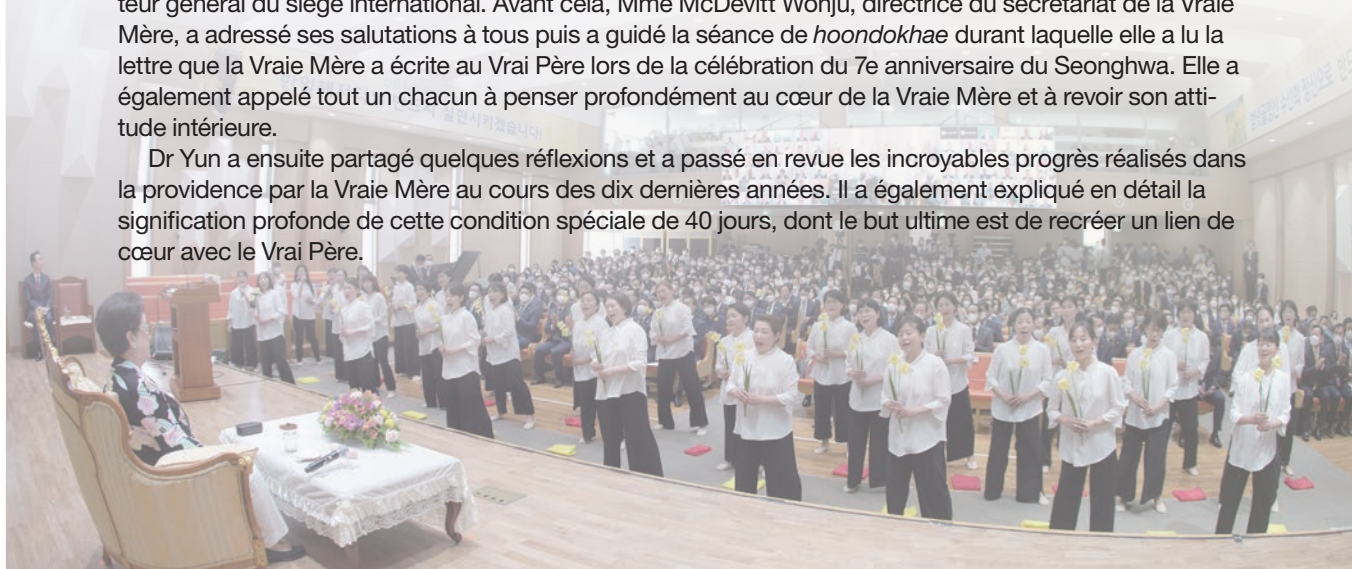 teur général du siège international. Avant cela, Mme McDevitt Wonju, directrice du secrétariat de la Vraie
Mère, a adressé ses salutations à tous puis a guidé la séance de hoondokhae durant laquelle elle a lu la
lettre que la Vraie Mère a écrite au Vrai Père lors de la célébration du 7e anniversaire du Seonghwa. Elle a
également appelé tout un chacun à penser profondément au cœur de la Vraie Mère et à revoir son atti-
tude intérieure.
Dr Yun a ensuite partagé quelques réflexions et a passé en revue les incroyables progrès réalisés dans
la providence par la Vraie Mère au cours des dix dernières années. Il a également expliqué en détail la
signification profonde de cette condition spéciale de 40 jours, dont le but ultime est de recréer un lien de
cœur avec le Vrai Père.